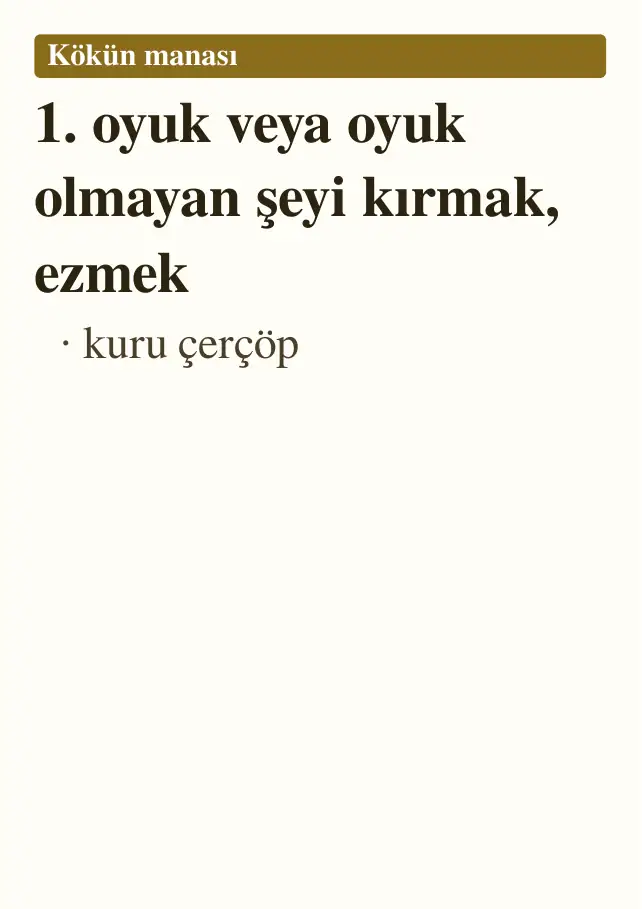 Kökün manası
1. oyuk veya oyuk
olmayan şeyi kırmak,
ezmek
· kuru çerçöp